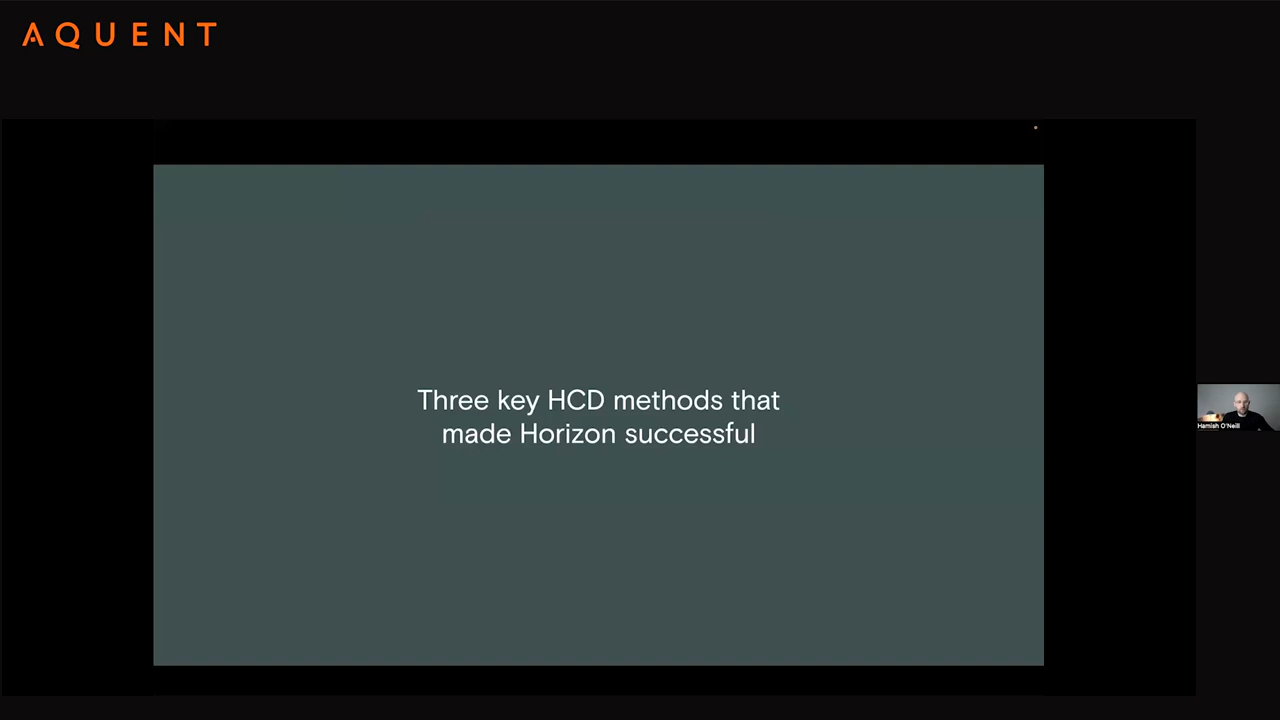 AQUENT
Three key HCD methods that
made Horizon successful
Hamish O'Neill